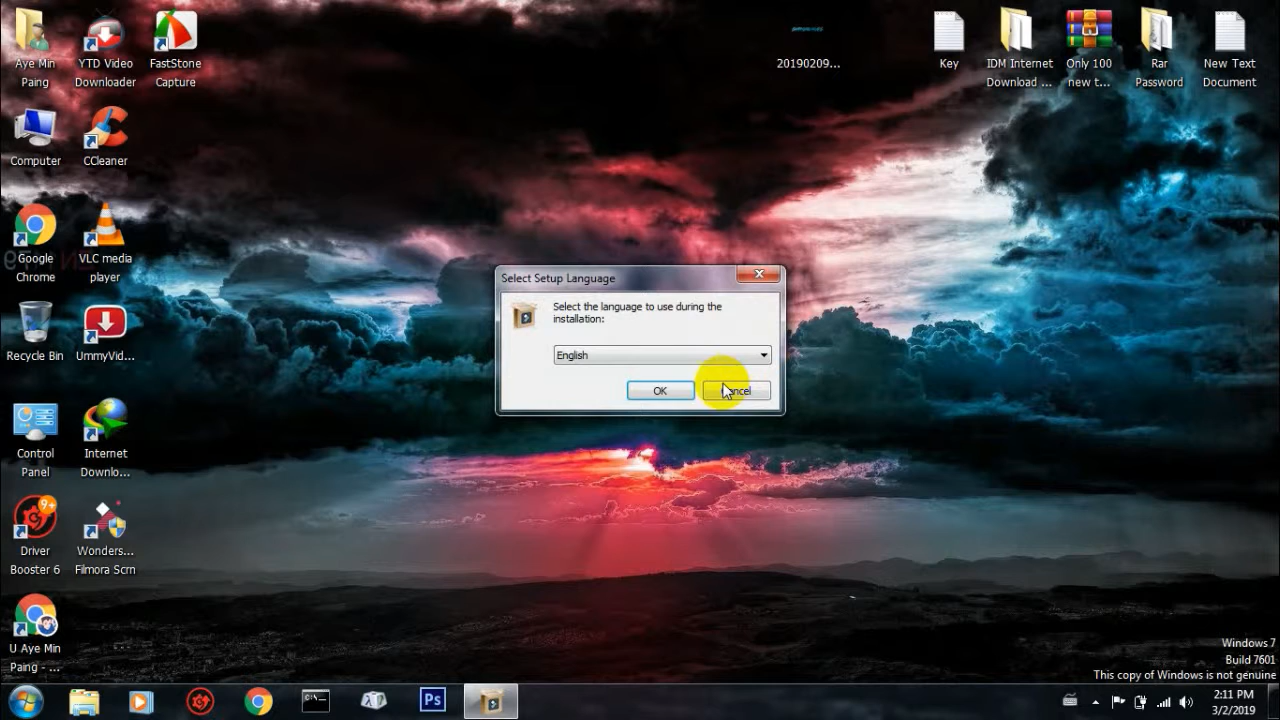 Aye Min
Paing
YTD Video
Downloader
FastStone
Capture
20190209...
Key
IDM Internet
Download ...
Only 100
new t...
Rar
Password
New Text
Document
Computer
CCleaner
Google
Chrome
VLC media
player
Recycle Bin
UmmyVid...
Control
Panel
Internet
Downlo...
9+
Driver
Booster 6
Wonders...
Filmora Scrn
U Aye Min
Paing - ...
Select Setup Language
Select the language to use during the
installation:
English
OK
Windows 7
Build 7601
This copy of Windows is not genuine
C:\
Ps
2:11 PM
3/2/2019